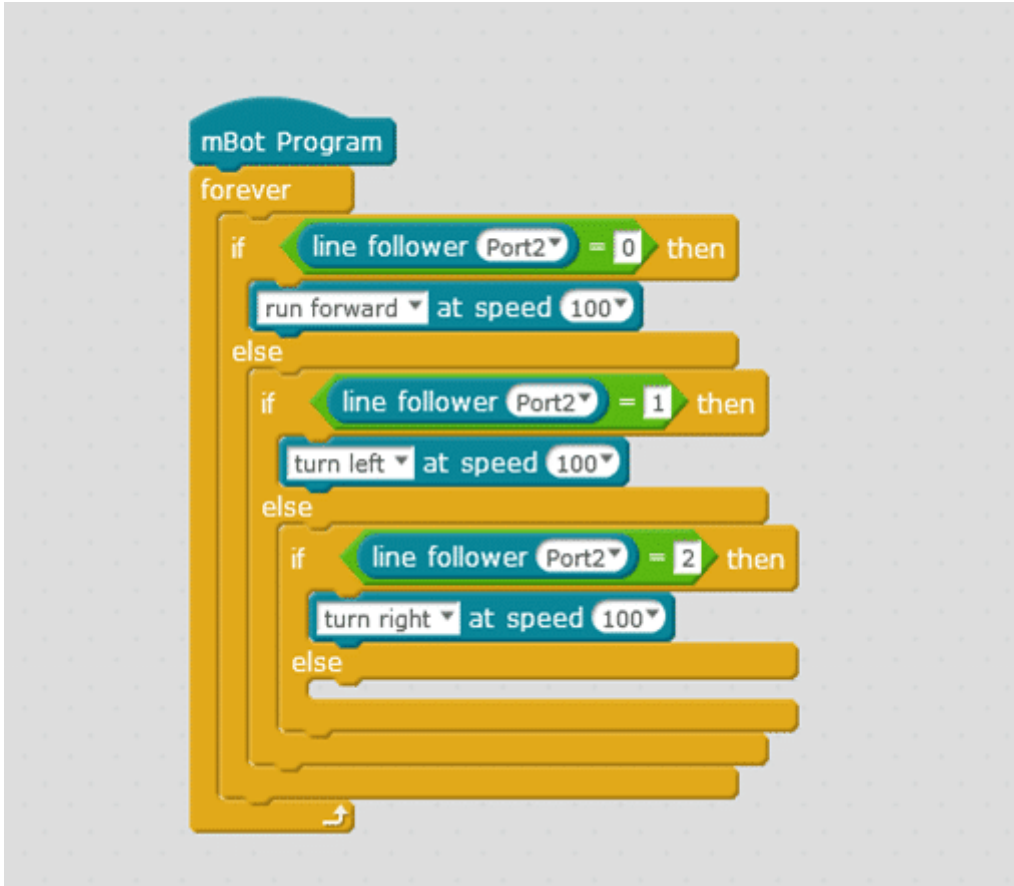 mBot Program
forever
if line follower Port2 = 0 then
run forward at speed 100
else
if line follower Port2 = 1 then
turn left at speed 100
else
if line follower Port2 = 2 then
turn right at speed 100
else